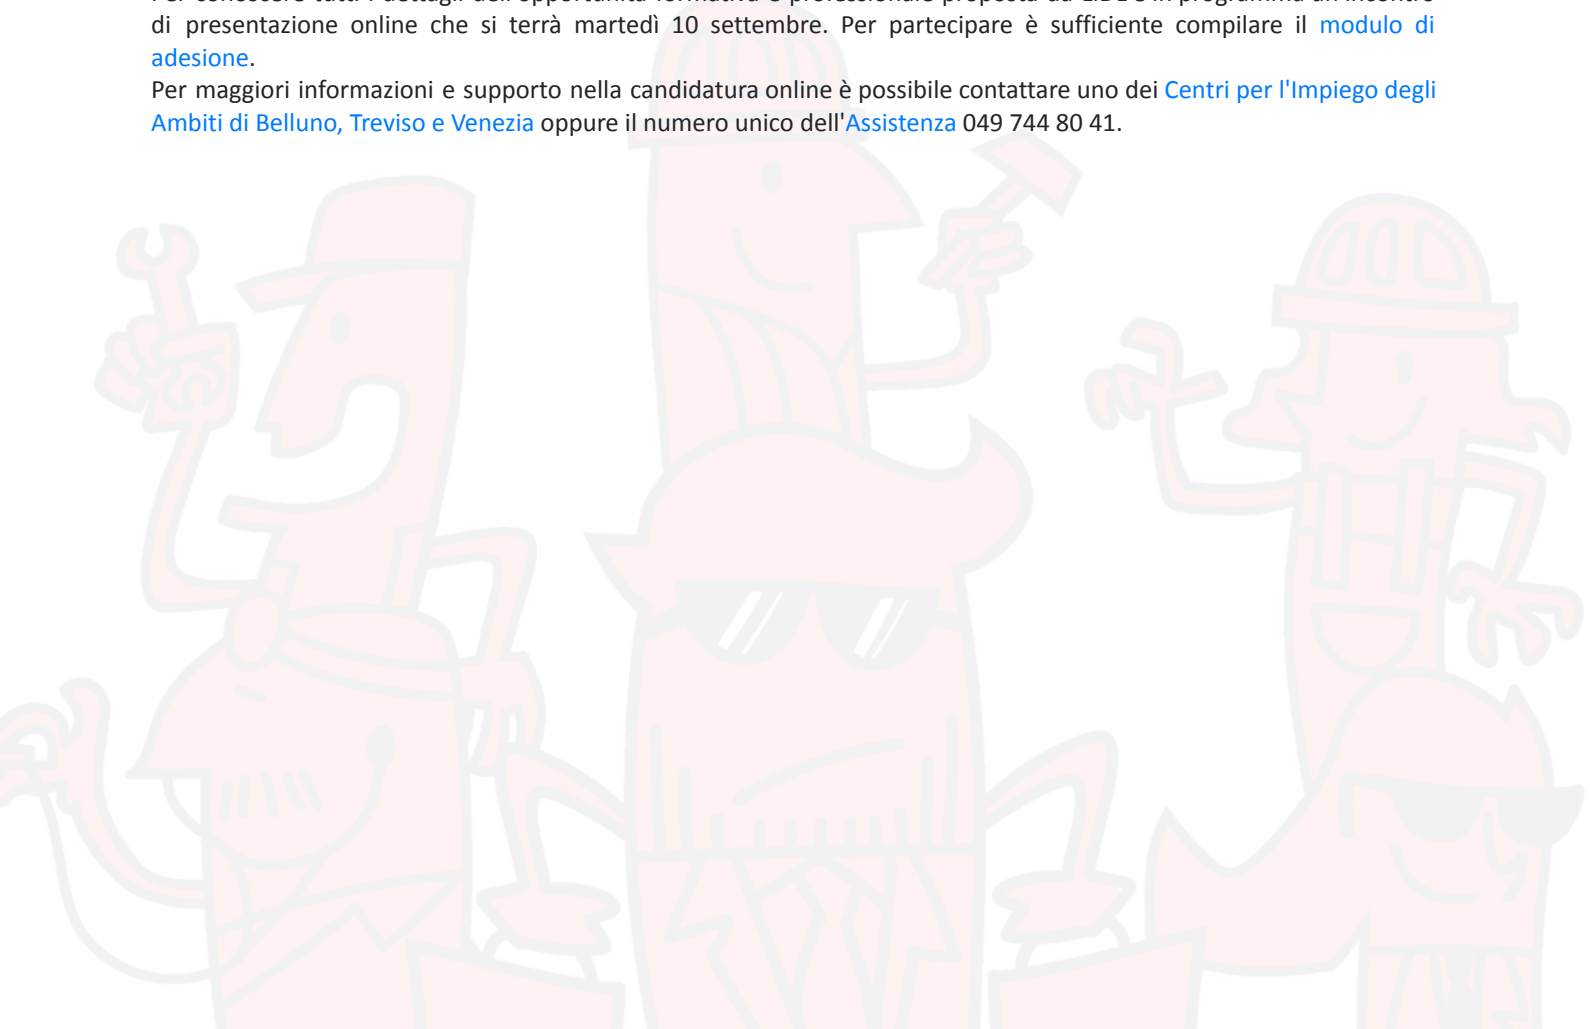 di presentazione online che si terrà martedì 10 settembre. Per partecipare è sufficiente compilare il modulo di
adesione.
Per maggiori informazioni e supporto nella candidatura online è possibile contattare uno dei Centri per l'Impiego degli
Ambiti di Belluno, Treviso e Venezia oppure il numero unico dell'Assistenza 049 744 80 41.